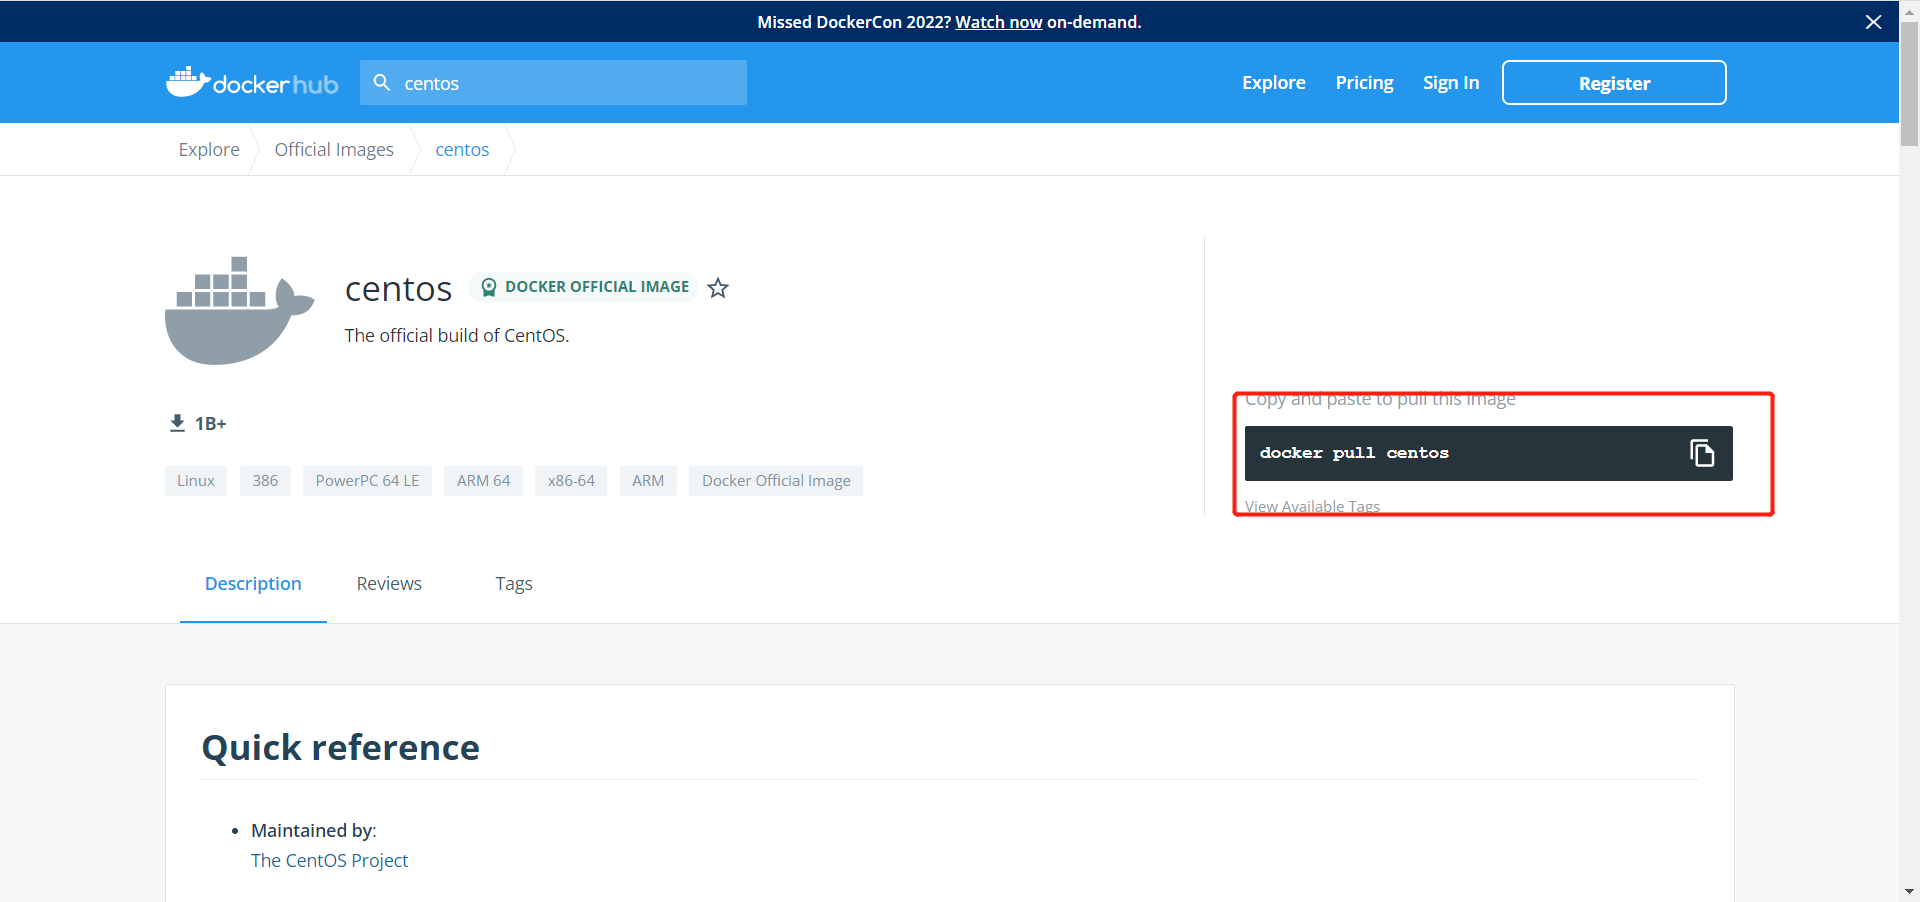 Missed DockerCon 2022? Watch now on-demand.
dockerhub
centos
Explore
Pricing
Sign In
Register
Explore
Official Images
centos
centos
DOCKER OFFICIAL IMAGE
The official build of CentOS.
1B+
Linux
386
PowerPC 64 LE
ARM 64
x86-64
ARM
Docker Official Image
Copy and paste to pull this image
docker pull centos
View Available Tags
Description
Reviews
Tags
Quick reference
Maintained by:
The CentOS Project